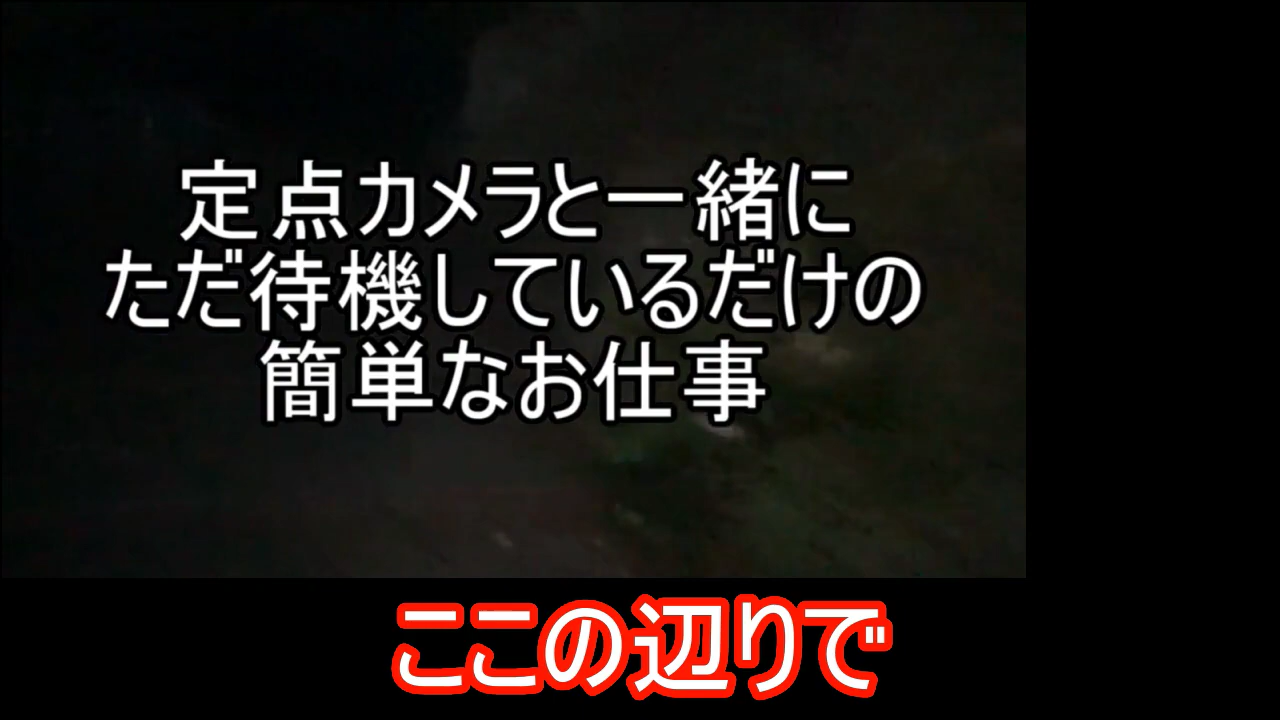 定点カメラと一緒に
ただ待機しているだけの
簡単なお仕事
ここの辺りで